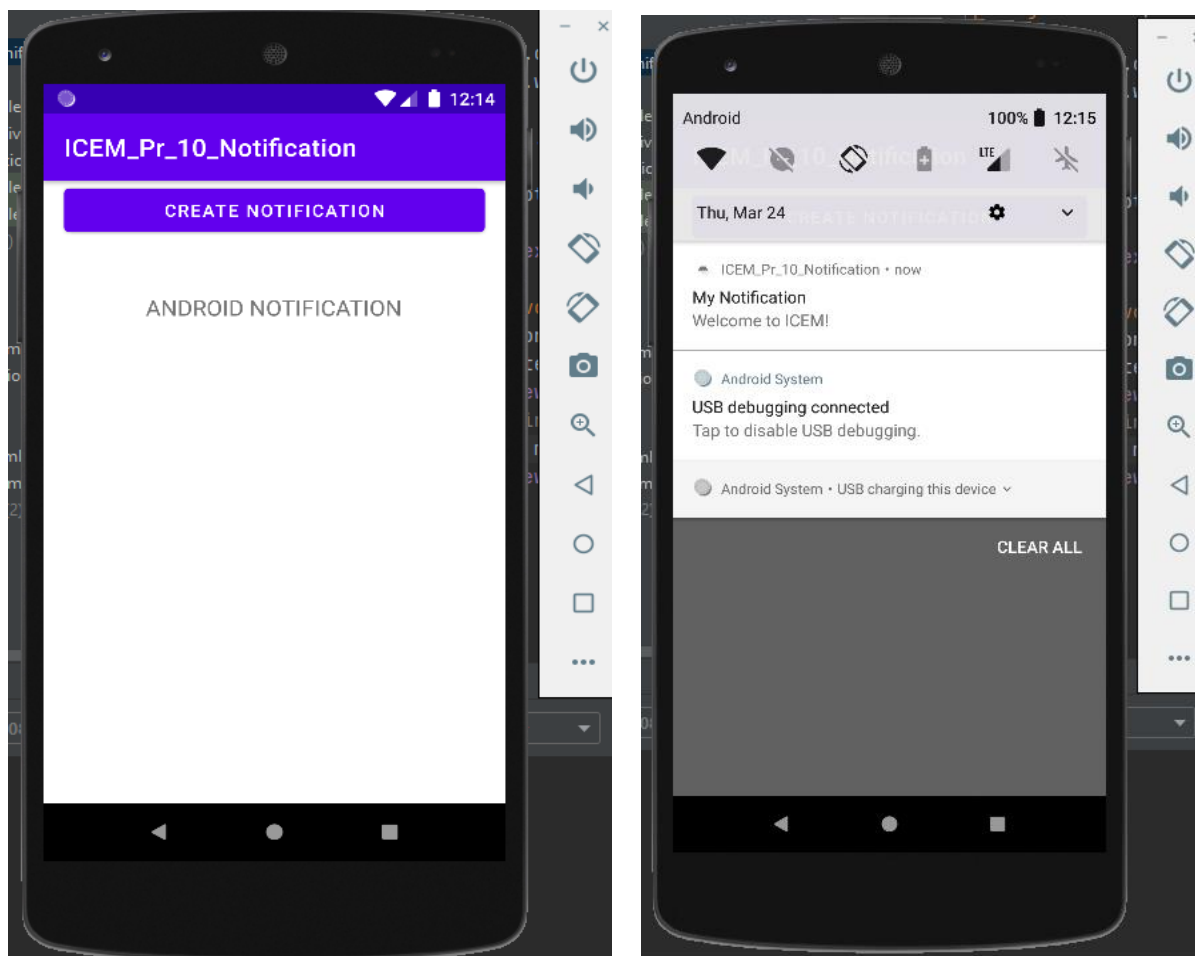 12:14
ICEM_Pr_10_Notification
CREATE NOTIFICATION
ANDROID NOTIFICATION
Android 100% 12:15
LTE
Thu, Mar 24
CREATE NOTIFICATION
ICEM_Pr_10_Notification • now
My Notification
Welcome to ICEM!
Android System
USB debugging connected
Tap to disable USB debugging.
Android System • USB charging this device
CLEAR ALL